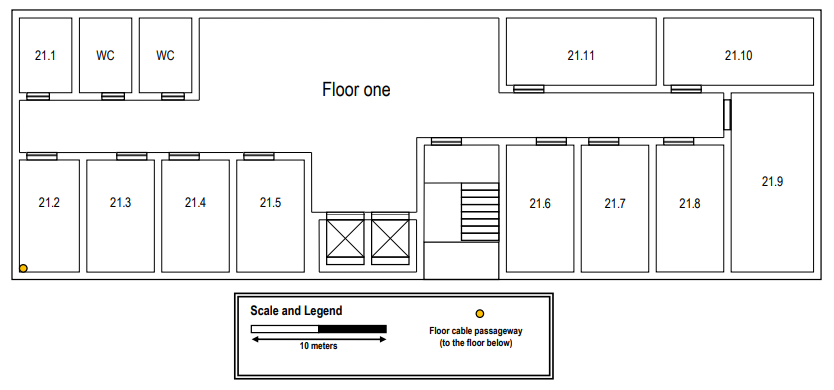 21.1
WC
WC
Floor one
21.11
21.10
21.2
21.3
21.4
21.5
21.6
21.7
21.8
21.9
Scale and Legend
10 meters
Floor cable passageway
(to the floor below)